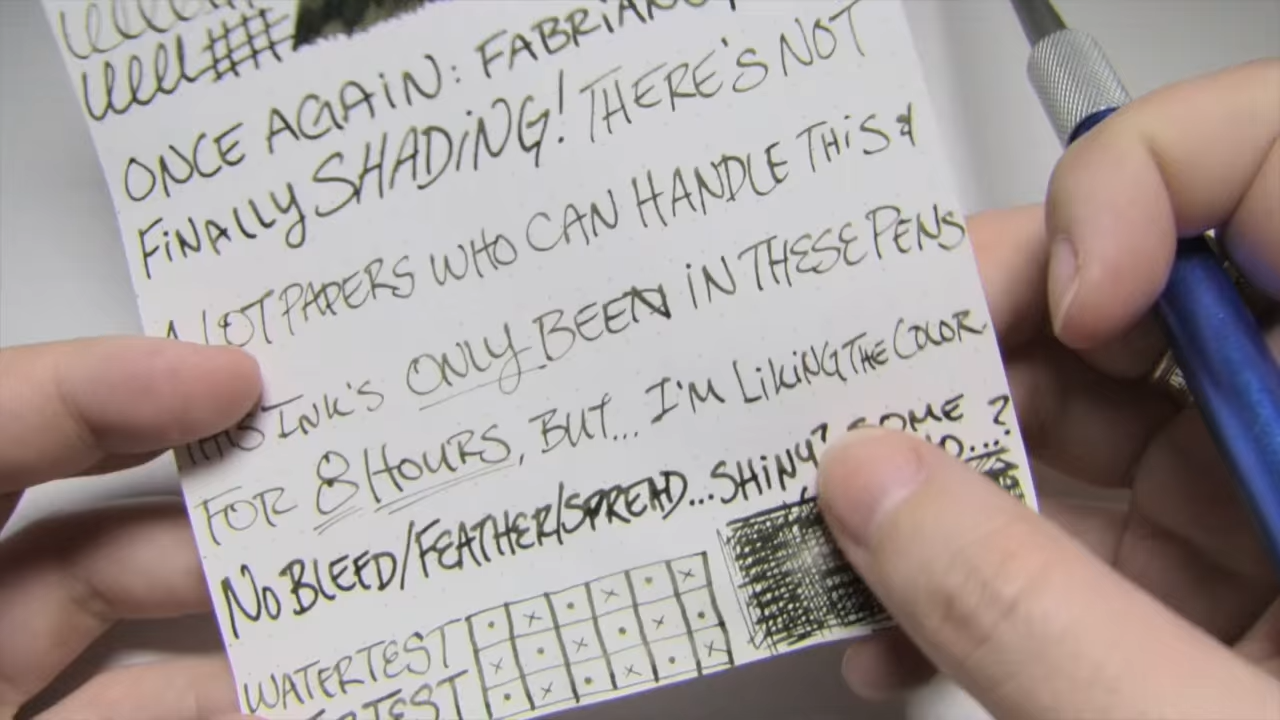 ONCE AGAIN: FABRIANO
FINALLY SHADING! THERE'S NOT
A LOT PAPERS WHO CAN HANDLE THIS &
THIS INK'S ONLY BEEN IN THESE PENS
FOR 8 HOURS, BUT... I'M LIKING THE COLOR
NO BLEED/FEATHER/SPREAD...SHINY? SOME ?
WATERTEST
TEST